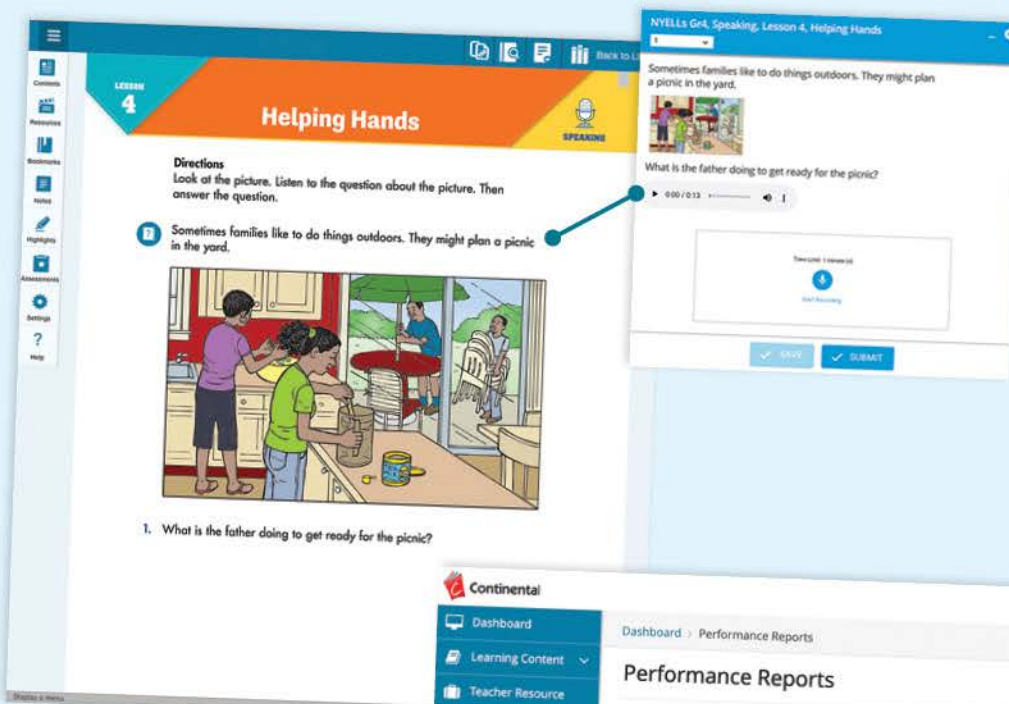 Back to Li
Contents
Resources
Bookmarks
Notes
Highlights
Assessments
Settings
?
Help
LESSON
4
Helping Hands
SPEAKING
Directions
Look at the picture. Listen to the question about the picture. Then
answer the question.
?
Sometimes families like to do things outdoors. They might plan a picnic
in the yard.
1. What is the father doing to get ready for the picnic?
Display a menu
NYELLs Gr4, Speaking, Lesson 4, Helping Hands
Sometimes families like to do things outdoors. They might plan
a picnic in the yard.
What is the father doing to get ready for the picnic?
0:00 / 0:13
Start Recording
SAVE
SUBMIT
Continental
Dashboard
Learning Content
Teacher Resource
Dashboard > Performance Reports
Performance Reports